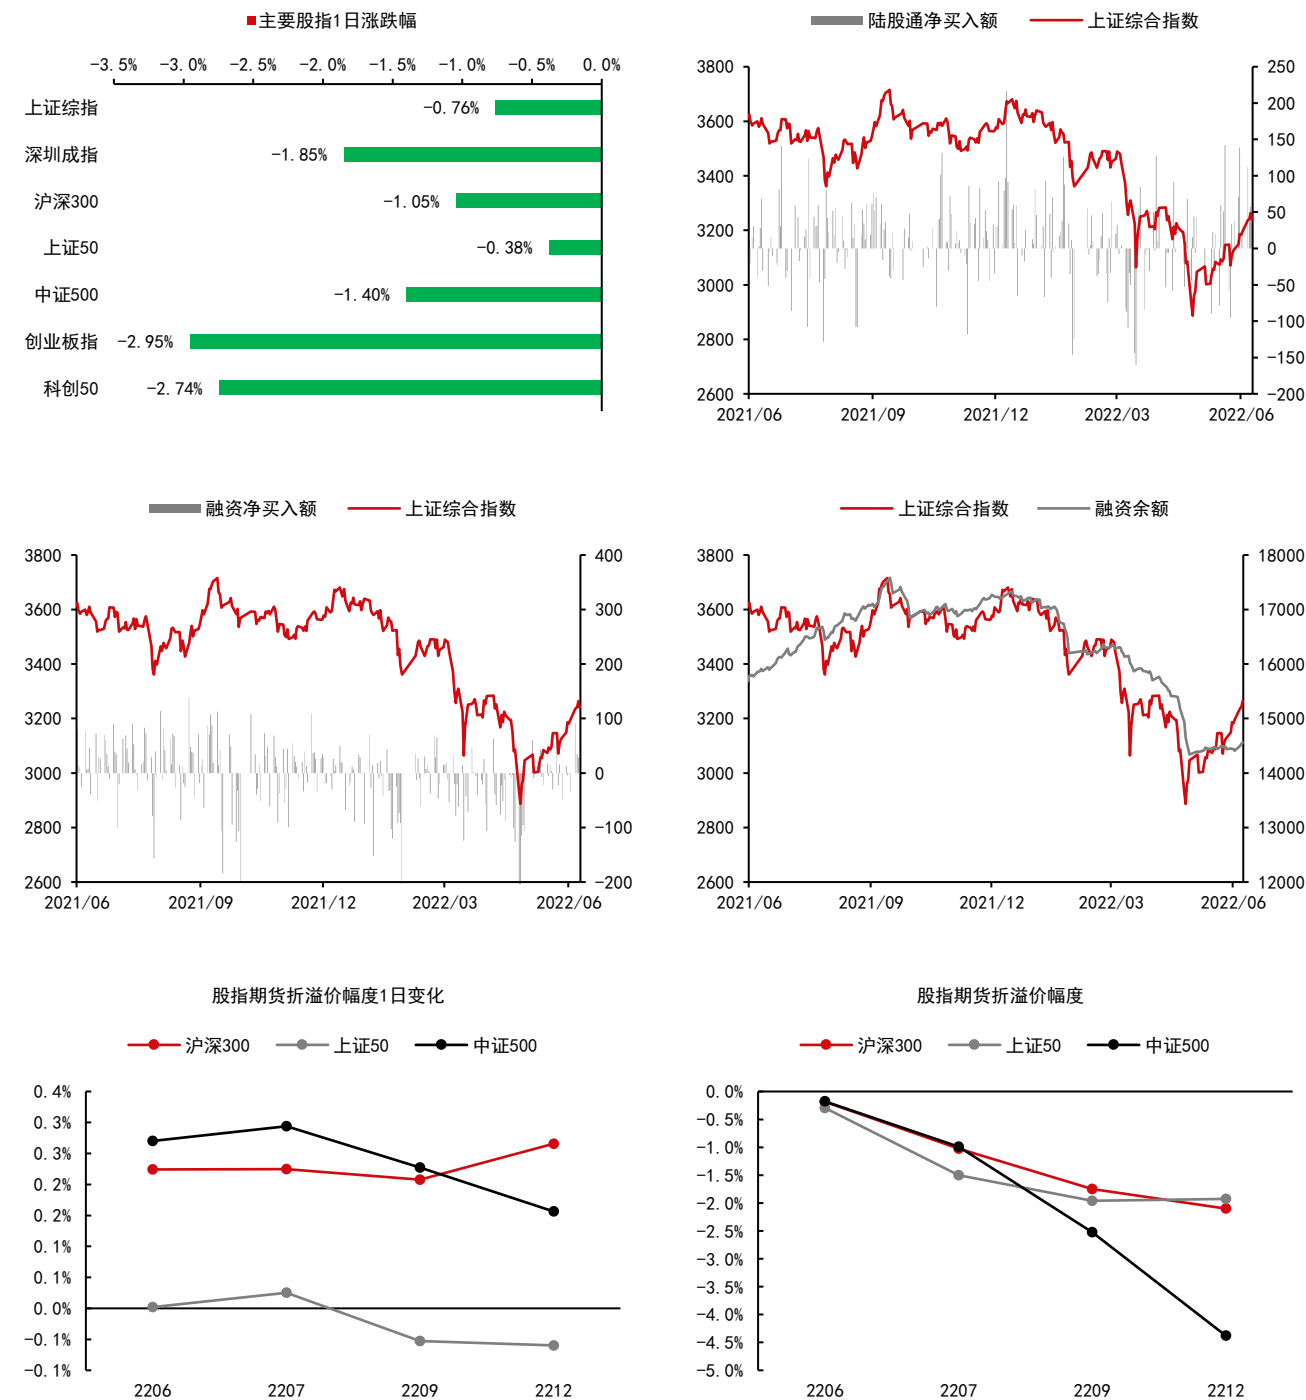 主要股指1日涨跌幅
-3.5% -3.0% -2.5% -2.0% -1.5% -1.0% -0.5% 0.0%
上证综指 -0.76%
深圳成指 -1.85%
沪深300 -1.05%
上证50 -0.38%
中证500 -1.40%
创业板指 -2.95%
科创50 -2.74%
陆股通净买入额 上证综合指数
3800 250
3600 200
150
3400 100
50
3200 0
3000 -50
-100
2800 -150
2600 -200
2021/06 2021/09 2021/12 2022/03 2022/06
融资净买入额 上证综合指数
3800 400
3600 300
3400 200
3200 100
3000 0
2800 -100
2600 -200
2021/06 2021/09 2021/12 2022/03 2022/06
上证综合指数 融资余额
3800 18000
3600 17000
3400 16000
3200 15000
3000 14000
2800 13000
2600 12000
2021/06 2021/09 2021/12 2022/03 2022/06
股指期货折溢价幅度1日变化
沪深300 上证50 中证500
0.4%
0.3%
0.3%
0.2%
0.2%
0.1%
0.1%
0.0%
-0.1%
-0.1%
2206 2207 2209 2212
股指期货折溢价幅度
沪深300 上证50 中证500
0.0%
-0.5%
-1.0%
-1.5%
-2.0%
-2.5%
-3.0%
-3.5%
-4.0%
-4.5%
-5.0%
2206 2207 2209 2212